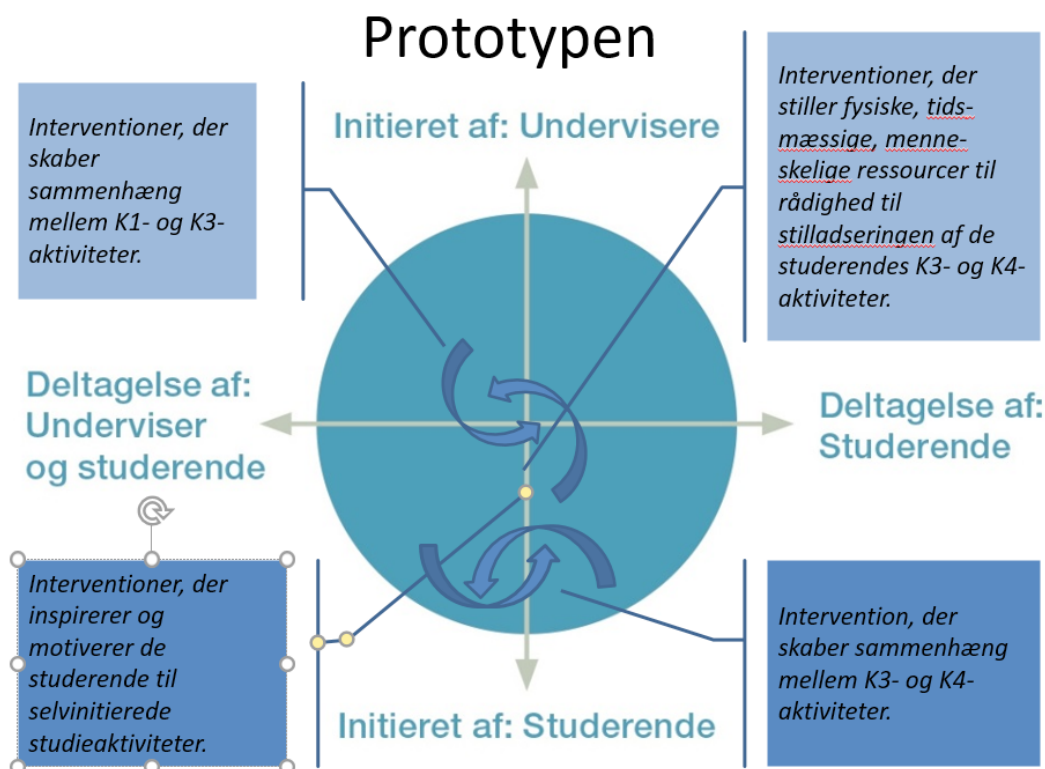 Prototypen
Interventioner, der
skaber
sammenhæng
mellem K1- og K3-
aktiviteter.
Initieret af: Undervisere
Interventioner, der
stiller fysiske, tids-
mæssige, menne-
skelige ressourcer til
rådighed til
stilladseringen af de
studerendes K3- og K4-
aktiviteter.
Deltagelse af:
Underviser
og studerende
Deltagelse af:
Studerende
Interventioner, der
inspirerer og
motiverer de
studerende til
selvinitierede
studieaktiviteter.
Initieret af: Studerende
Intervention, der
skaber sammenhæng
mellem K3- og K4-
aktiviteter.